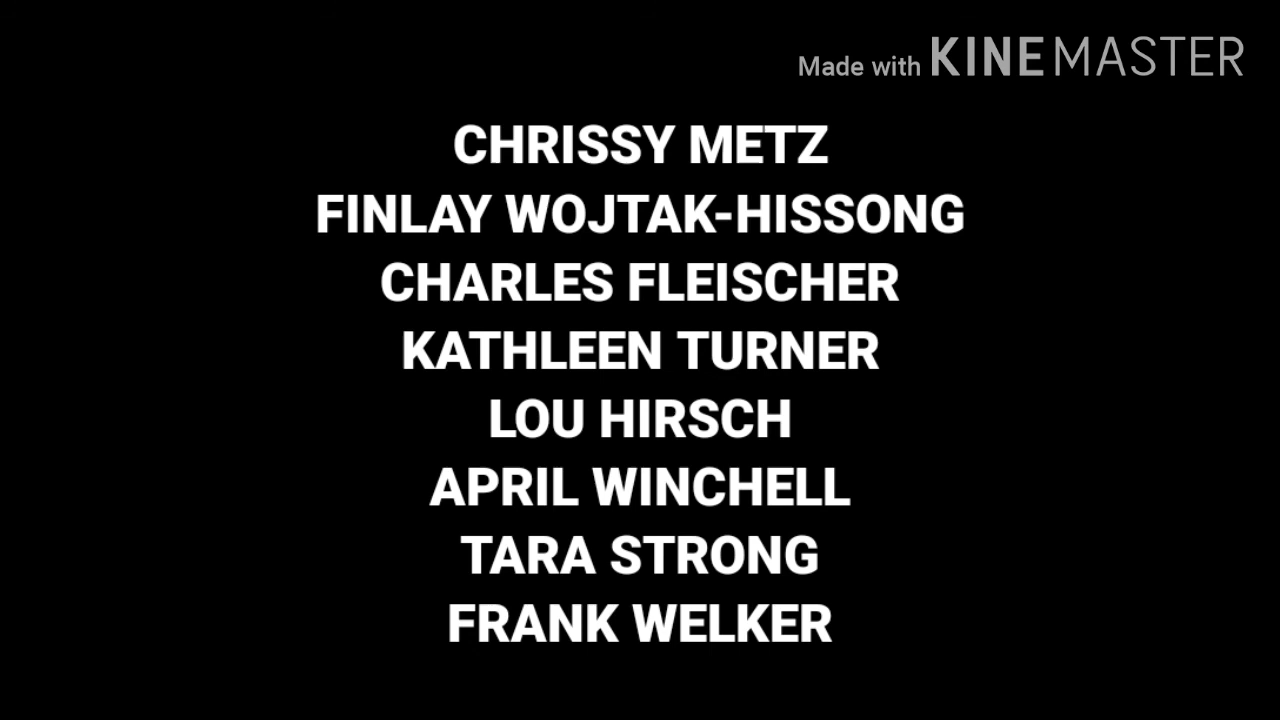 Made with KINEMASTER
CHRISSY METZ
FINLAY WOJTAK-HISSONG
CHARLES FLEISCHER
KATHLEEN TURNER
LOU HIRSCH
APRIL WINCHELL
TARA STRONG
FRANK WELKER